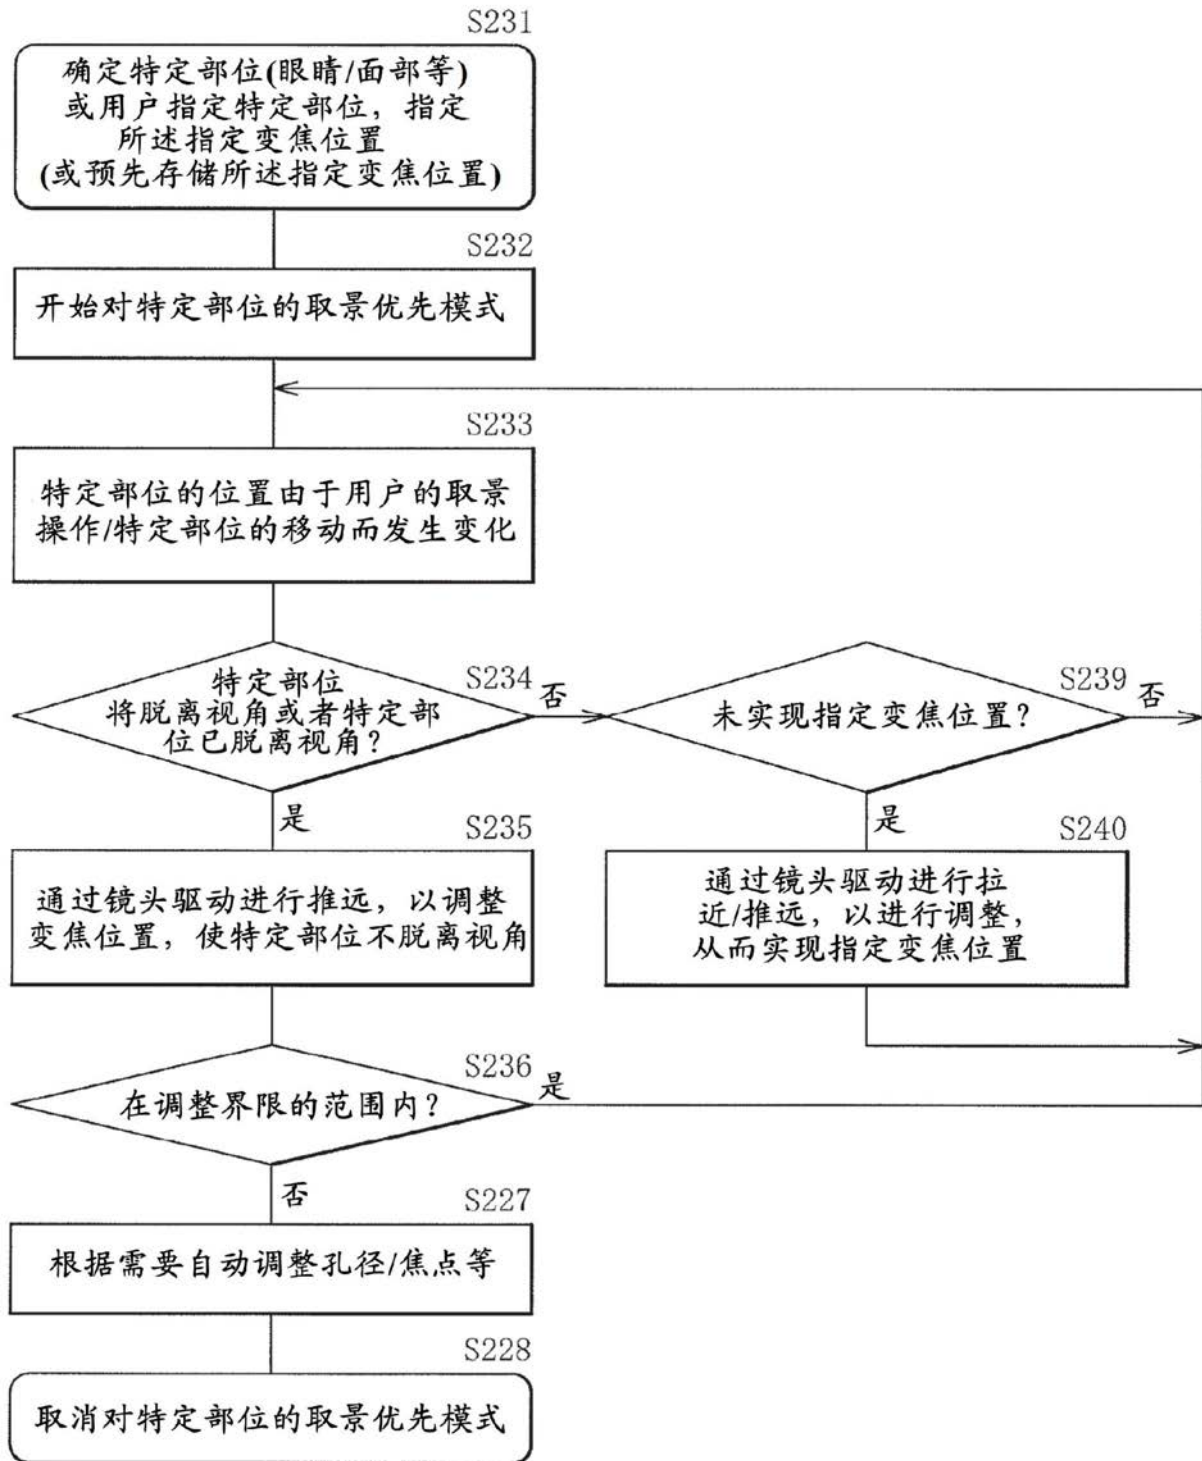 S231
确定特定部位(眼睛/面部等)
或用户指定特定部位，指定
所述指定变焦位置
(或预先存储所述指定变焦位置)
S232
开始对特定部位的取景优先模式
S233
特定部位的位置由于用户的取景
操作/特定部位的移动而发生变化
S234
特定部位
将脱离视角或者特定部
位已脱离视角？
否
是
S239
未实现指定变焦位置？
否
是
S235
通过镜头驱动进行推远，以调整
变焦位置，使特定部位不脱离视角
S240
通过镜头驱动进行拉
近/推远，以进行调整，
从而实现指定变焦位置
S236
在调整界限的范围内？
是
否
S227
根据需要自动调整孔径/焦点等
S228
取消对特定部位的取景优先模式